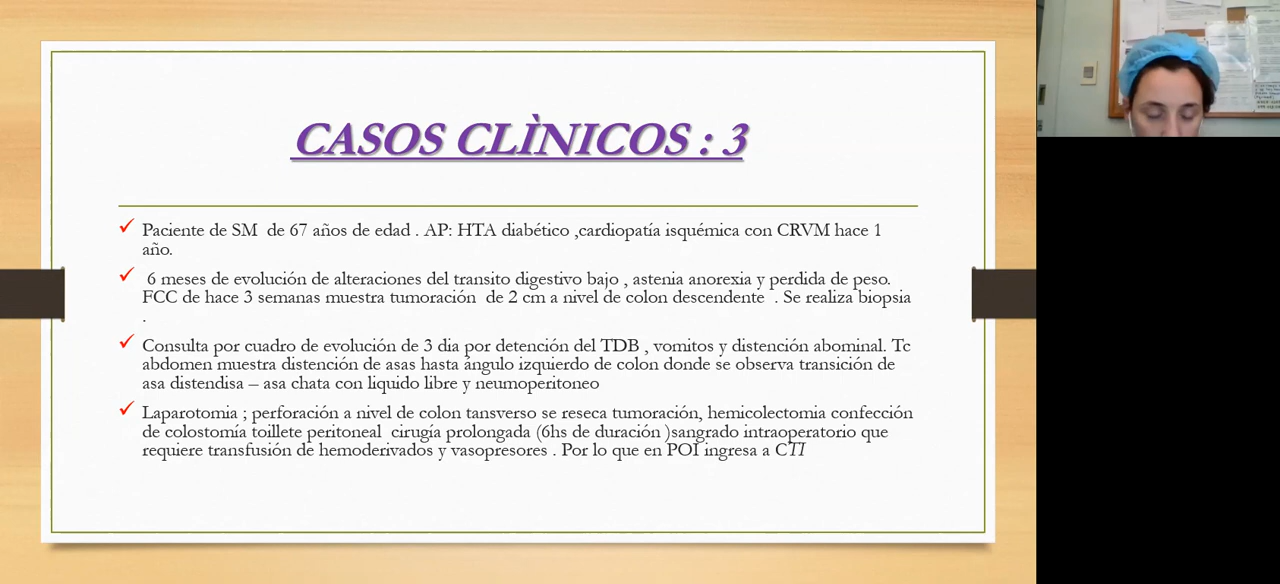 CASOS CLÌNICOS : 3
Paciente de SM de 67 años de edad . AP: HTA diabético ,cardiopatía isquémica con CRVM hace 1
año.
6 meses de evolución de alteraciones del transito digestivo bajo , astenia anorexia y perdida de peso.
FCC de hace 3 semanas muestra tumoración de 2 cm a nivel de colon descendente . Se realiza biopsia
.
Consulta por cuadro de evolución de 3 dia por detención del TDB , vomitos y distención abominal. Tc
abdomen muestra distención de asas hasta ángulo izquierdo de colon donde se observa transición de
asa distendisa – asa chata con liquido libre y neumoperitoneo
Laparotomia ; perforación a nivel de colon tansverso se reseca tumoración, hemicolectomia confección
de colostomía toillete peritoneal cirugía prolongada (6hs de duración )sangrado intraoperatorio que
requiere transfusión de hemoderivados y vasopresores . Por lo que en POI ingresa a CTI